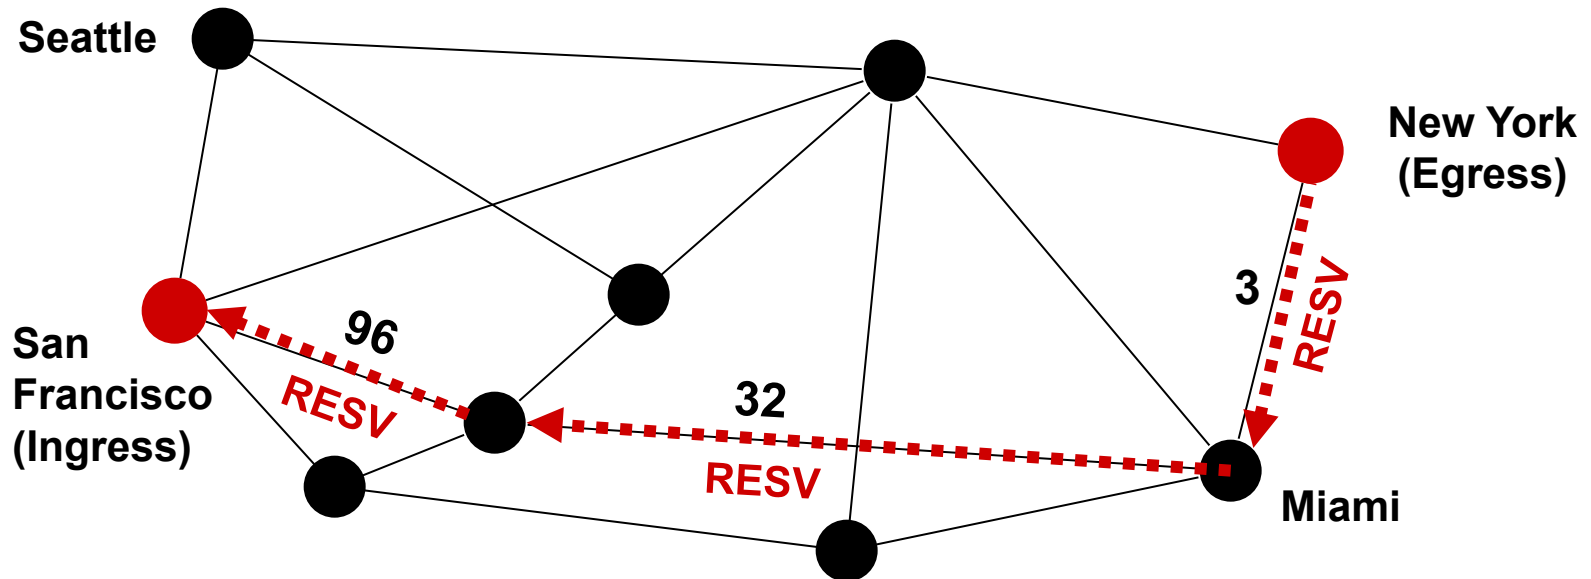 Seattle
New York
(Egress)
3
RESV
San
Francisco
(Ingress)
96
RESV
32
RESV
Miami